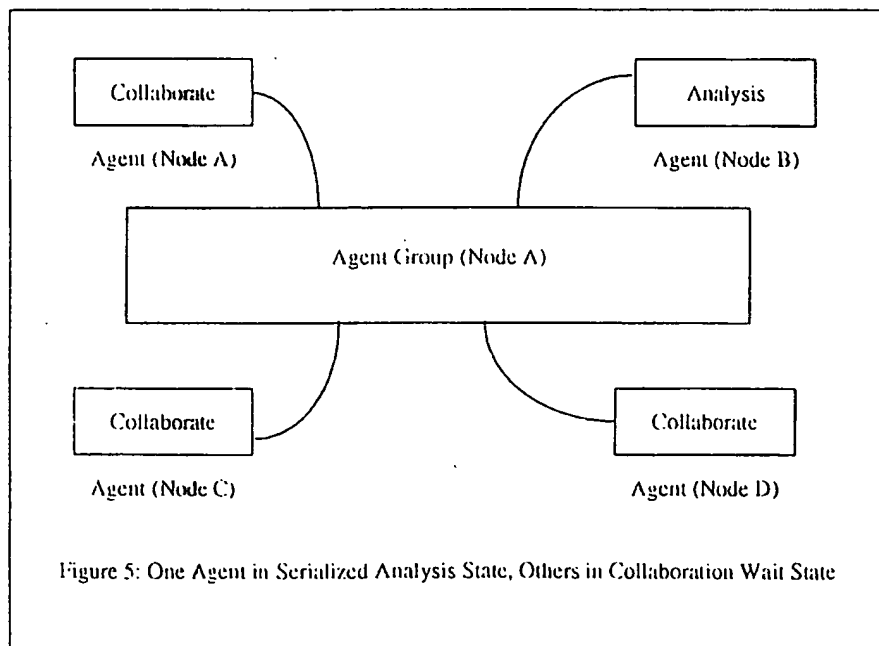 Collaborate
Analysis
Agent (Node A)
Agent (Node B)
Agent Group (Node A)
Collaborate
Collaborate
Agent (Node C)
Agent (Node D)
Figure 5: One Agent in Serialized Analysis State, Others in Collaboration Wait State